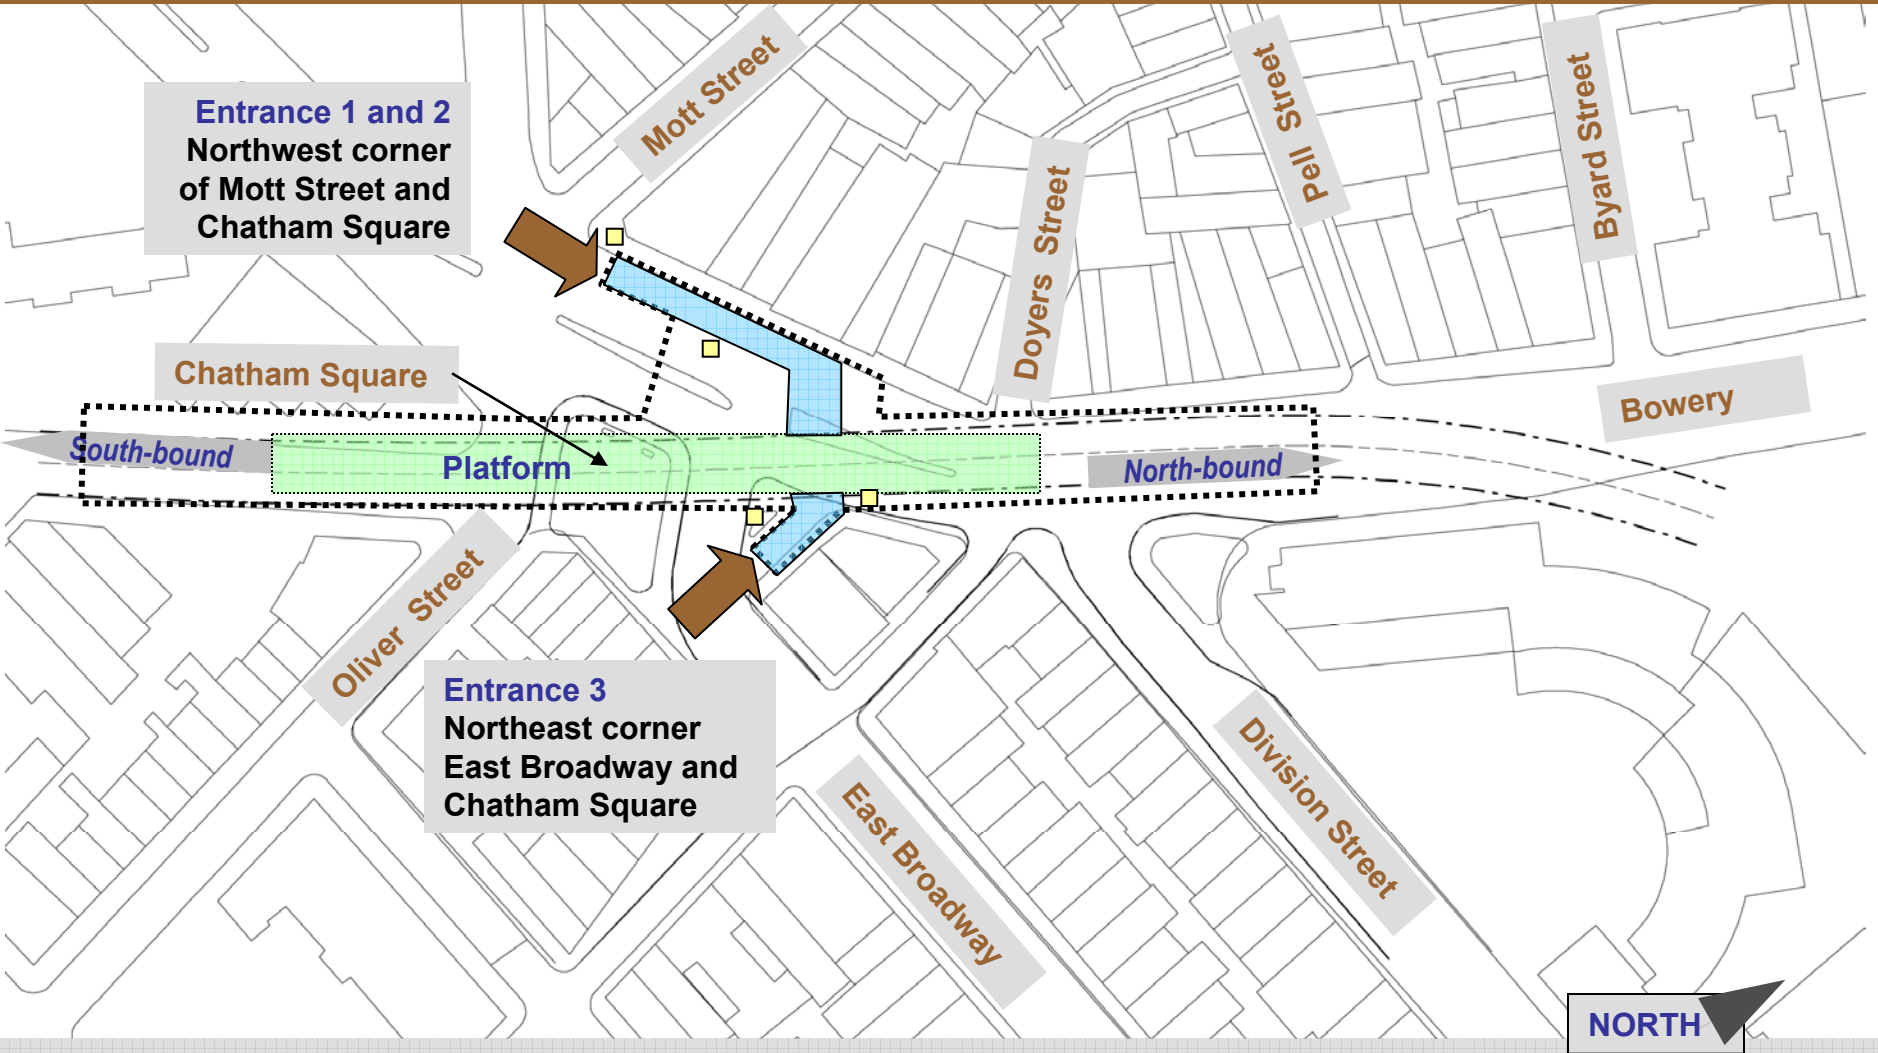 Mott Street
Pell Street
Byard Street
Entrance 1 and 2
Northwest corner
of Mott Street and
Chatham Square
Doyers Street
Chatham Square
Bowery
South-bound
Platform
North-bound
Oliver Street
Entrance 3
Northeast corner
East Broadway and
Chatham Square
Division Street
East Broadway
NORTH